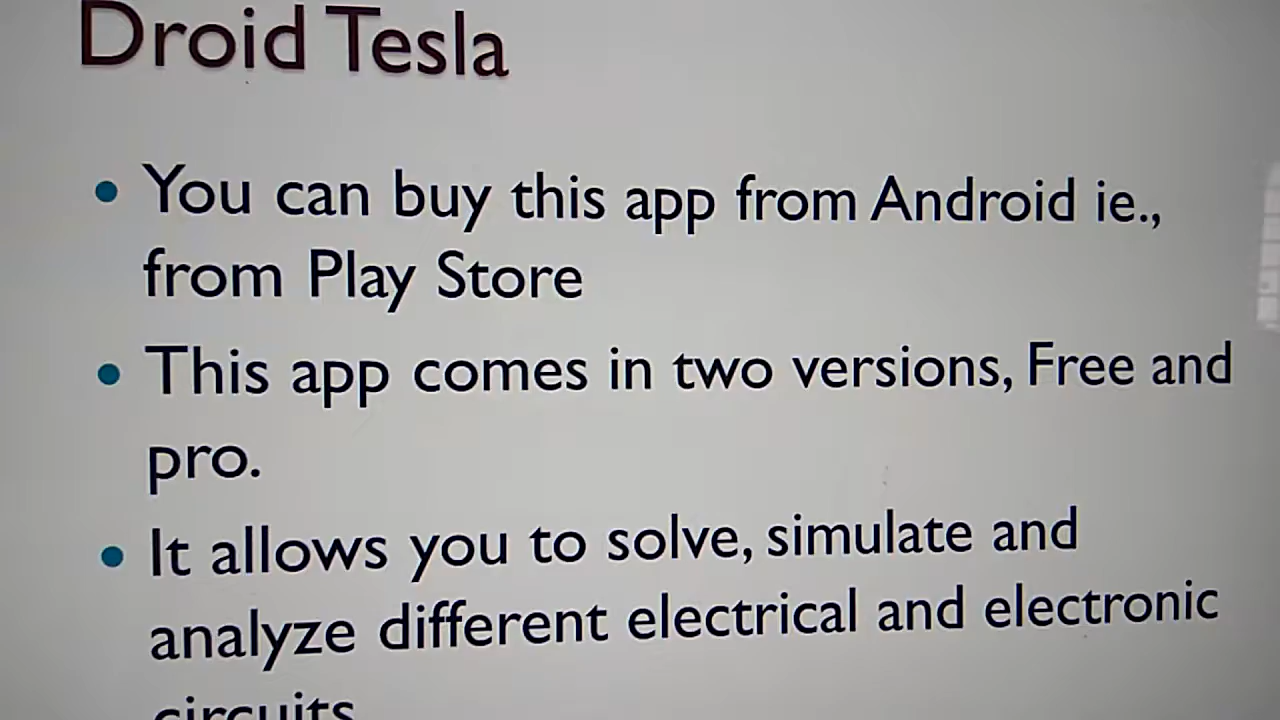 Droid Tesla
• You can buy this app from Android ie.,
from Play Store
• This app comes in two versions, Free and
pro.
• It allows you to solve, simulate and
analyze different electrical and electronic
circuits